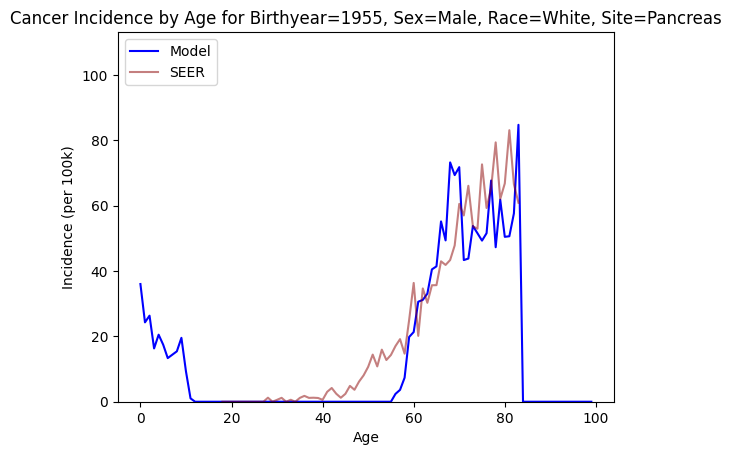 Cancer Incidence by Age for Birthyear=1955, Sex=Male, Race=White, Site=Pancreas
Model
SEER
Incidence (per 100k)
100
80
60
40
20
0
0 20 40 60 80 100
Age